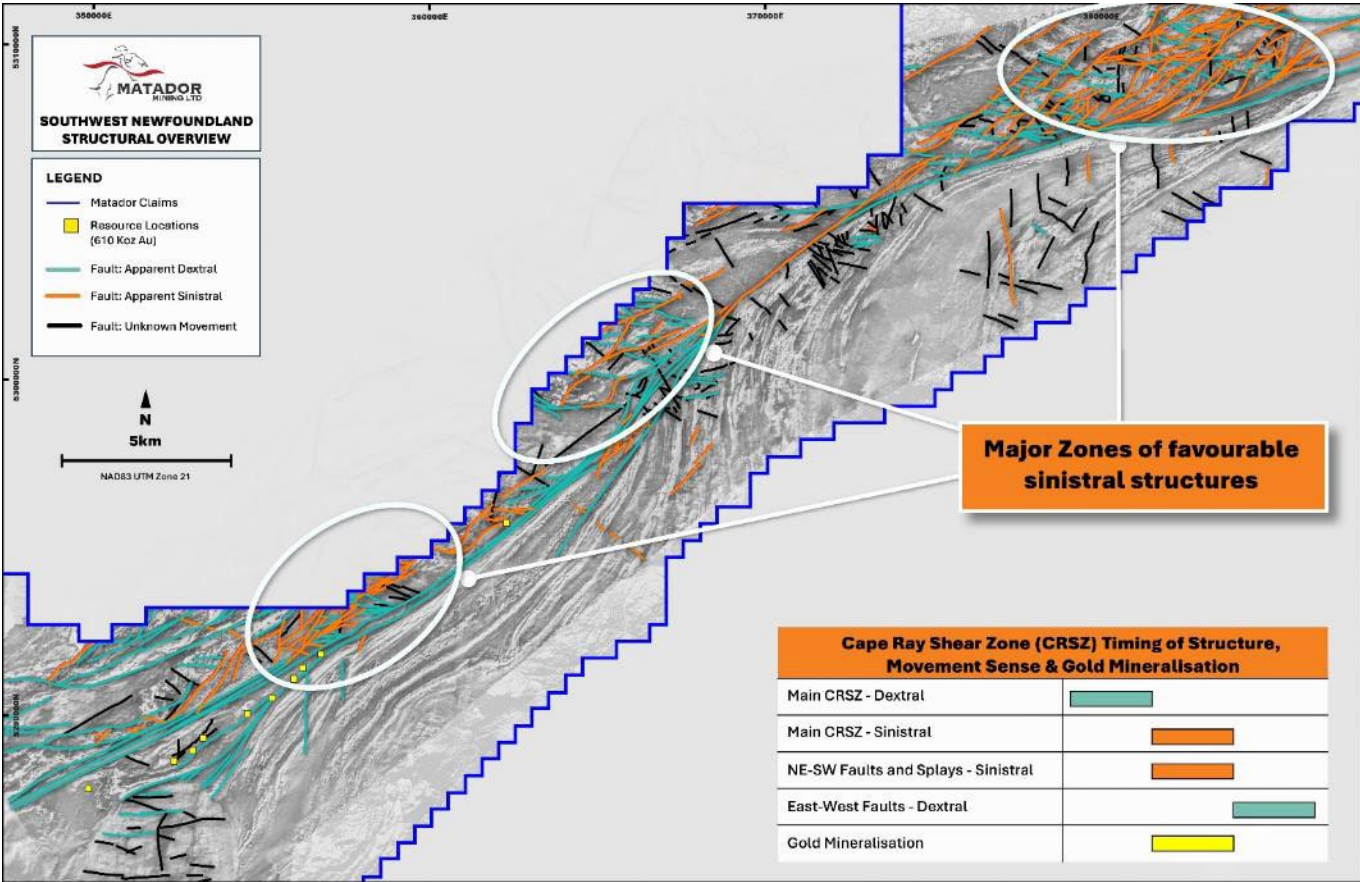 350000E
360000E
370000E
380000E
5310000N
5300000N
5290000N
MATADOR
MINING LTD
SOUTHWEST NEWFOUNDLAND
STRUCTURAL OVERVIEW
LEGEND
Matador Claims
Resource Locations
(610 Koz Au)
Fault: Apparent Dextral
Fault: Apparent Sinistral
Fault: Unknown Movement
N
5km
NAD83 UTM Zone 21
Major Zones of favourable
sinistral structures
Cape Ray Shear Zone (CRSZ) Timing of Structure,
Movement Sense & Gold Mineralisation
Main CRSZ - Dextral
Main CRSZ - Sinistral
NE-SW Faults and Splays - Sinistral
East-West Faults - Dextral
Gold Mineralisation